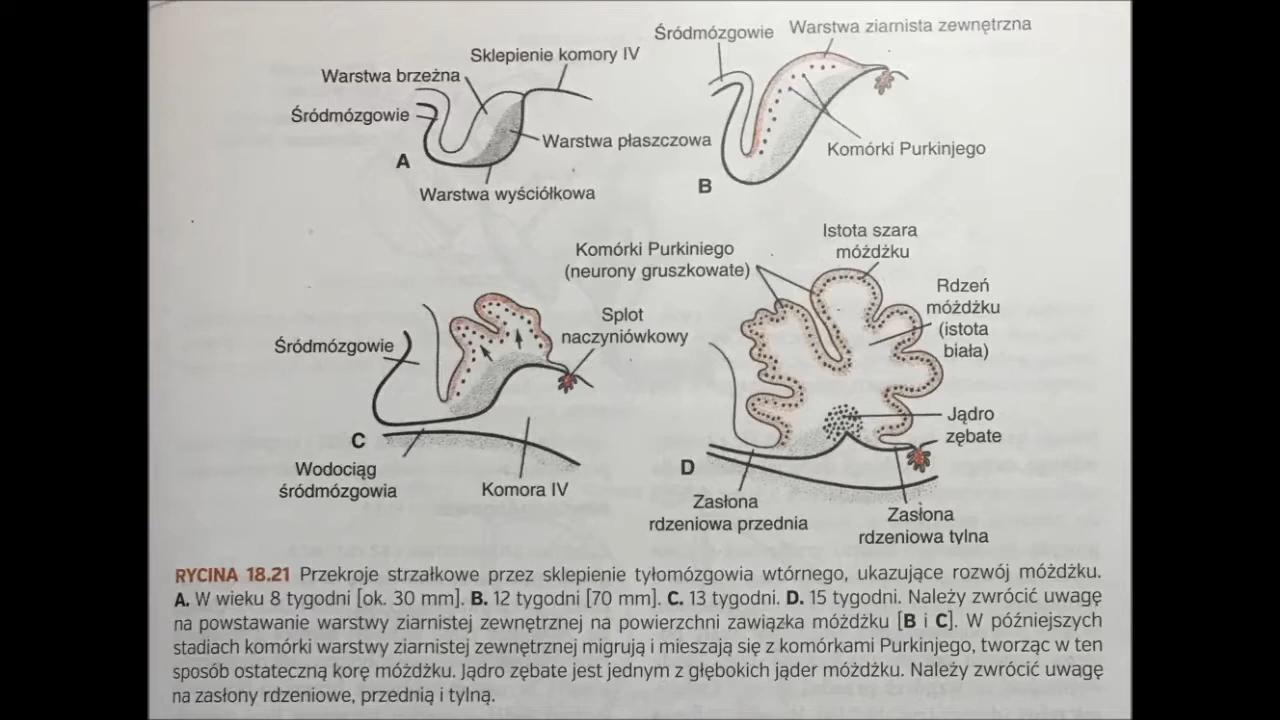 Śródmózgowie
Warstwa ziarnista zewnętrzna
Sklepienie komory IV
Warstwa brzeżna
Śródmózgowie
Warstwa płaszczowa
A
Warstwa wyściółkowa
Komórki Purkinjego
B
Istota szara
móżdżku
Komórki Purkiniego
(neurony gruszkowate)
Rdzeń
móżdżku
(istota
biała)
Splot
naczyniówkowy
Śródmózgowie
Jądro
zębate
C
Wodociąg
śródmózgowia
Komora IV
D
Zasłona
rdzeniowa przednia
Zasłona
rdzeniowa tylna
RYCINA 18.21 Przekroje strzałkowe przez sklepienie tyłomózgowia wtórnego, ukazujące rozwój móżdżku.
A. W wieku 8 tygodni [ok. 30 mm]. B. 12 tygodni [70 mm]. C. 13 tygodni. D. 15 tygodni. Należy zwrócić uwagę
na powstawanie warstwy ziarnistej zewnętrznej na powierzchni zawiązka móżdżku [B i C]. W późniejszych
stadiach komórki warstwy ziarnistej zewnętrznej migrują i mieszają się z komórkami Purkinjego, tworząc w ten
sposób ostateczną korę móżdżku. Jądro zębate jest jednym z głębokich jąder móżdżku. Należy zwrócić uwagę
na zasłony rdzeniowe, przednią i tylną.